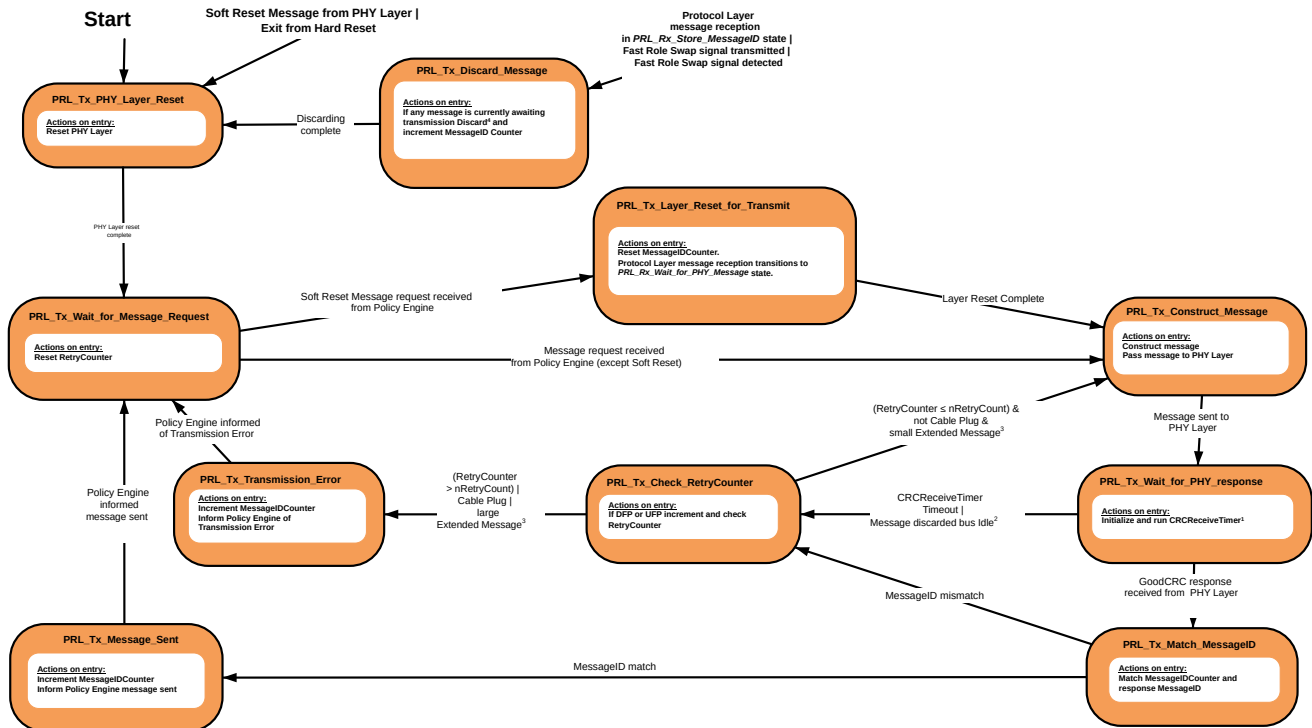 Start
Soft Reset Message from PHY Layer |
Exit from Hard Reset
Protocol Layer
message reception
in PRL_Rx_Store_MessageID state |
Fast Role Swap signal transmitted |
Fast Role Swap signal detected
PRL_Tx_PHY_Layer_Reset
Actions on entry:
Reset PHY Layer
Discarding
complete
PRL_Tx_Discard_Message
Actions on entry:
If any message is currently awaiting
transmission Discard⁴ and
increment MessageID Counter
PHY Layer reset
complete
PRL_Tx_Layer_Reset_for_Transmit
Actions on entry:
Reset MessageIDCounter.
Protocol Layer message reception transitions to
PRL_Rx_Wait_for_PHY_Message state.
PRL_Tx_Wait_for_Message_Request
Actions on entry:
Reset RetryCounter
Soft Reset Message request received
from Policy Engine
Layer Reset Complete
PRL_Tx_Construct_Message
Actions on entry:
Construct message
Pass message to PHY Layer
Message request received
from Policy Engine (except Soft Reset)
(RetryCounter ≤ nRetryCount) &
not Cable Plug &
small Extended Message³
Message sent to
PHY Layer
Policy Engine informed
of Transmission Error
PRL_Tx_Transmission_Error
Actions on entry:
Increment MessageIDCounter
Inform Policy Engine of
Transmission Error
(RetryCounter
> nRetryCount) |
Cable Plug |
large
Extended Message³
PRL_Tx_Check_RetryCounter
Actions on entry:
If DFP or UFP increment and check
RetryCounter
CRCReceiveTimer
Timeout |
Message discarded bus Idle²
PRL_Tx_Wait_for_PHY_response
Actions on entry:
Initialize and run CRCReceiveTimer¹
Policy Engine
informed
message sent
GoodCRC response
received from PHY Layer
MessageID mismatch
PRL_Tx_Message_Sent
Actions on entry:
Increment MessageIDCounter
Inform Policy Engine message sent
MessageID match
PRL_Tx_Match_MessageID
Actions on entry:
Match MessageIDCounter and
response MessageID